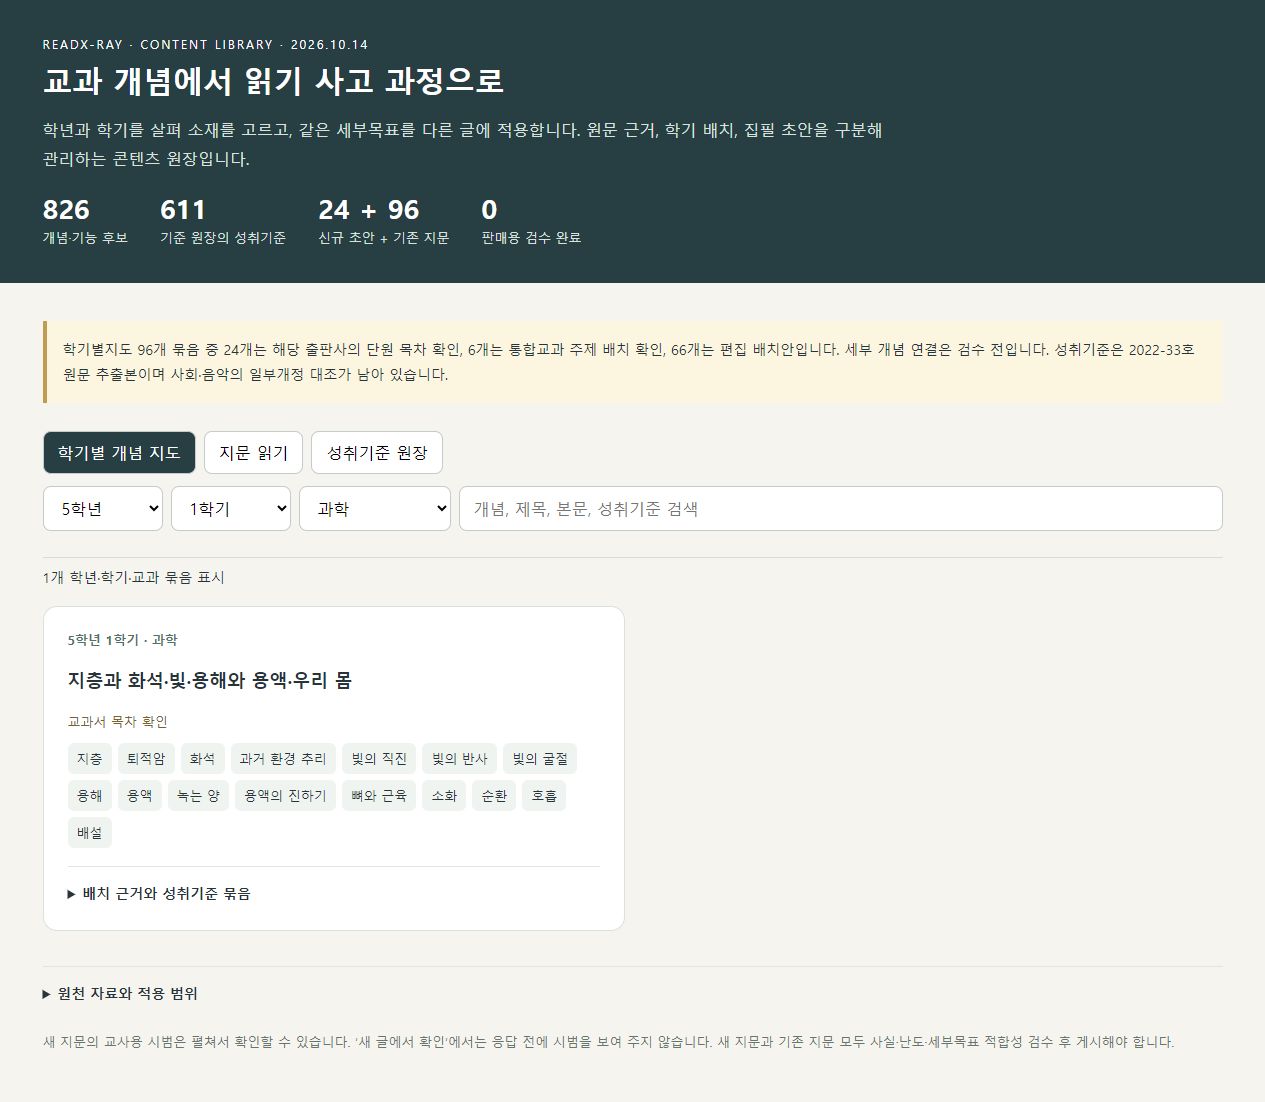 READX-RAY · CONTENT LIBRARY · 2026.10.14
교과 개념에서 읽기 사고 과정으로
학년과 학기를 살펴 소재를 고르고, 같은 세부목표를 다른 글에 적용합니다. 원문 근거, 학기 배치, 집필 초안을 구분해
관리하는 콘텐츠 원장입니다.
826 611 24 + 96 0
개념·기능 후보 기준 원장의 성취기준 신규 초안 + 기존 지문 판매용 검수 완료
학기별지도 96개 묶음 중 24개는 해당 출판사의 단원 목차 확인, 6개는 통합교과 주제 배치 확인, 66개는 편집 배치안입니다. 세부 개념 연결은 검수 전입니다. 성취기준은 2022-33호
원문 추출본이며 사회·음악의 일부개정 대조가 남아 있습니다.
학기별 개념 지도 지문 읽기 성취기준 원장
5학년 1학기 과학 개념, 제목, 본문, 성취기준 검색
1개 학년·학기·교과 묶음 표시
5학년 1학기 · 과학
지층과 화석·빛·용해와 용액·우리 몸
교과서 목차 확인
지층 퇴적암 화석 과거 환경 추리 빛의 직진 빛의 반사 빛의 굴절
용해 용액 녹는 양 용액의 진하기 뼈와 근육 소화 순환 호흡
배설
▶ 배치 근거와 성취기준 묶음
▶ 원천 자료와 적용 범위
새 지문의 교사용 시범은 펼쳐서 확인할 수 있습니다. '새 글에서 확인'에서는 응답 전에 시범을 보여 주지 않습니다. 새 지문과 기존 지문 모두 사실·난도·세부목표 적합성 검수 후 게시해야 합니다.